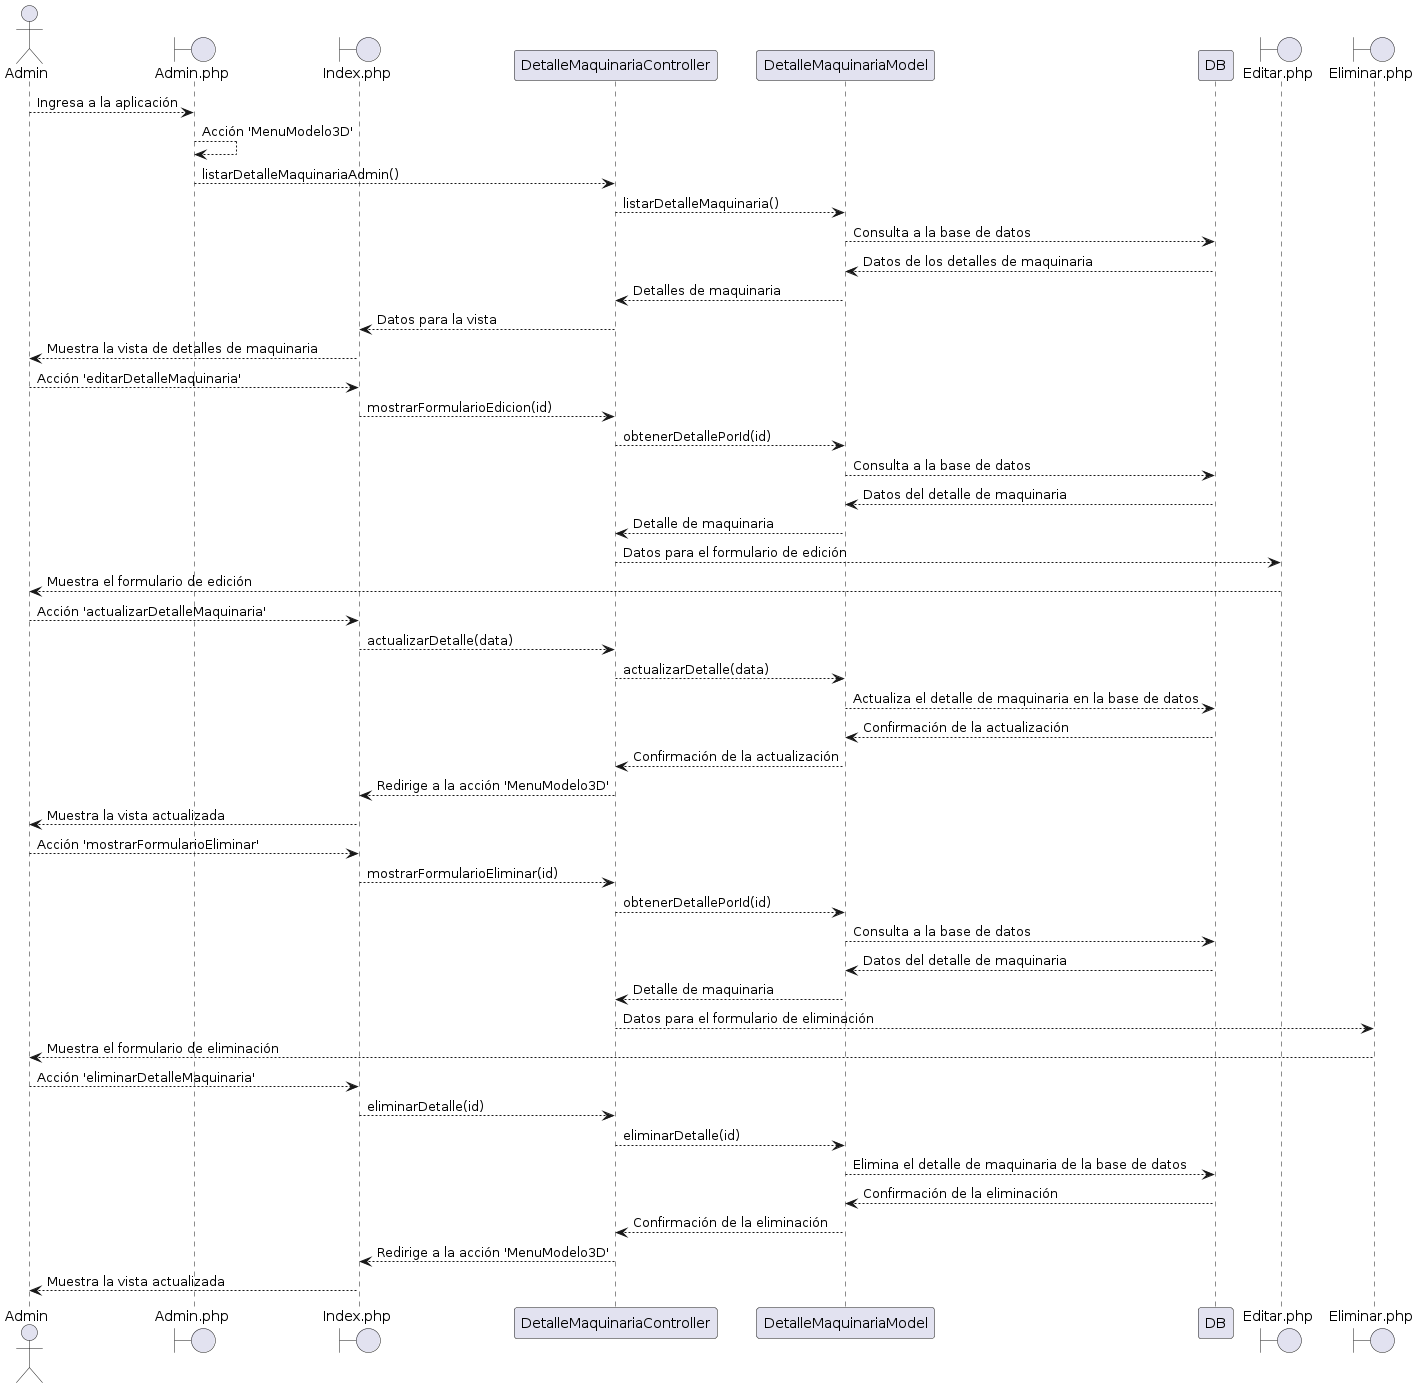 Admin
Admin.php
Index.php
DetalleMaquinariaController
DetalleMaquinariaModel
DB
Editar.php
Eliminar.php
Ingresa a la aplicación
Acción 'MenuModelo3D'
listarDetalleMaquinariaAdmin()
listarDetalleMaquinaria()
Consulta a la base de datos
Datos de los detalles de maquinaria
Detalles de maquinaria
Datos para la vista
Muestra la vista de detalles de maquinaria
Acción 'editarDetalleMaquinaria'
mostrarFormularioEdicion(id)
obtenerDetallePorId(id)
Consulta a la base de datos
Datos del detalle de maquinaria
Detalle de maquinaria
Datos para el formulario de edición
Muestra el formulario de edición
Acción 'actualizarDetalleMaquinaria'
actualizarDetalle(data)
actualizarDetalle(data)
Actualiza el detalle de maquinaria en la base de datos
Confirmación de la actualización
Confirmación de la actualización
Redirige a la acción 'MenuModelo3D'
Muestra la vista actualizada
Acción 'mostrarFormularioEliminar'
mostrarFormularioEliminar(id)
obtenerDetallePorId(id)
Consulta a la base de datos
Datos del detalle de maquinaria
Detalle de maquinaria
Datos para el formulario de eliminación
Muestra el formulario de eliminación
Acción 'eliminarDetalleMaquinaria'
eliminarDetalle(id)
eliminarDetalle(id)
Elimina el detalle de maquinaria de la base de datos
Confirmación de la eliminación
Confirmación de la eliminación
Redirige a la acción 'MenuModelo3D'
Muestra la vista actualizada
Admin
Admin.php
Index.php
DetalleMaquinariaController
DetalleMaquinariaModel
DB
Editar.php
Eliminar.php